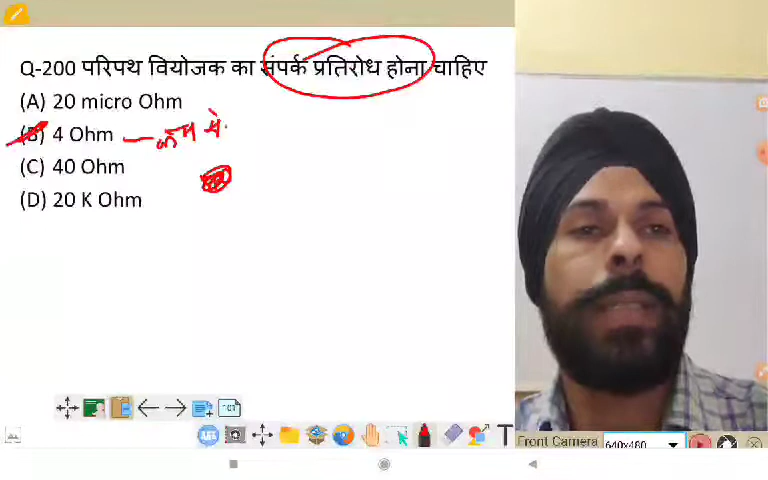 Q-200 परिपथ वियोजक का संपर्क प्रतिरोध होना चाहिए
(A) 20 micro Ohm
(B) 4 Ohm
(C) 40 Ohm
(D) 20 K Ohm
Front Camera 640x480